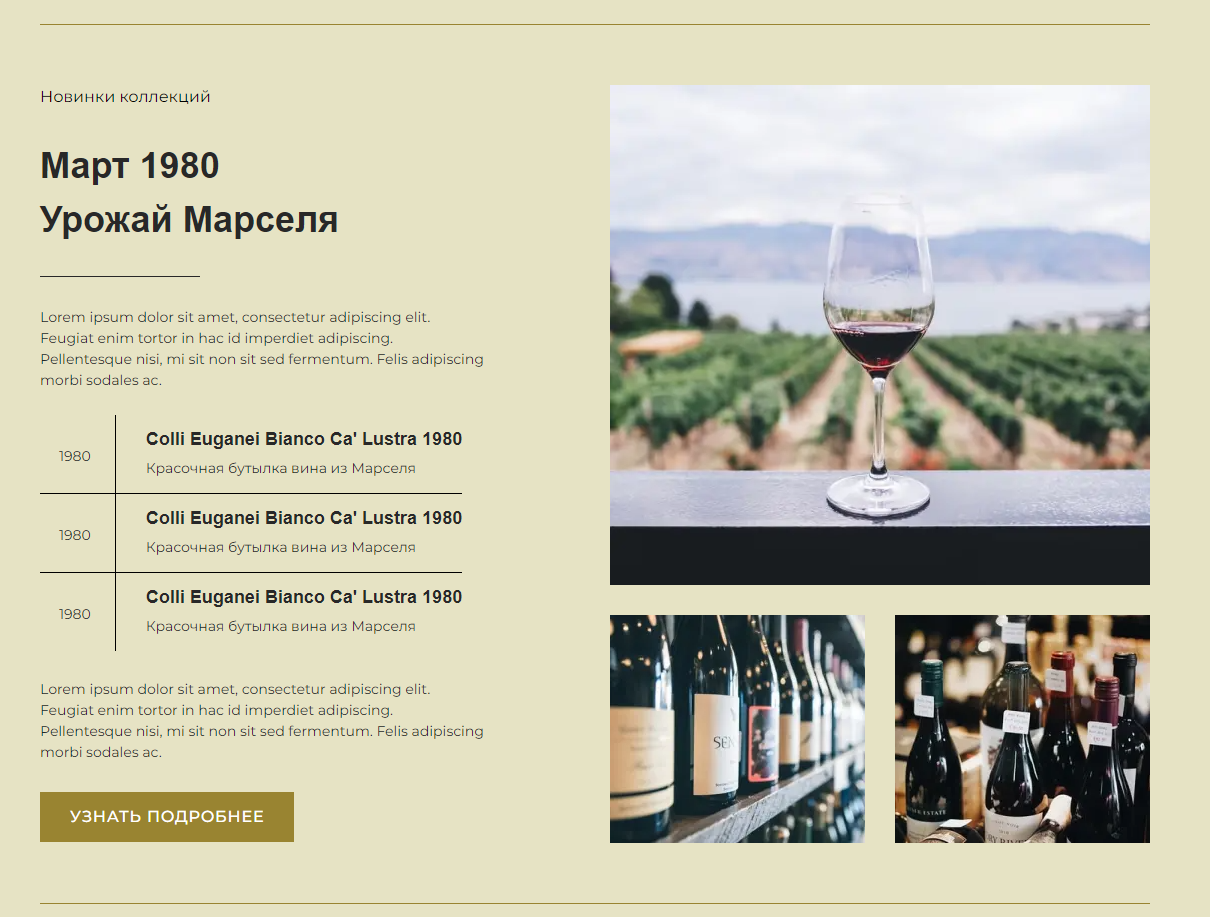 Новинки коллекций
Март 1980
Урожай Марселя
Lorem ipsum dolor sit amet, consectetur adipiscing elit.
Feugiat enim tortor in hac id imperdiet adipiscing.
Pellentesque nisi, mi sit non sit sed fermentum. Felis adipiscing
morbi sodales ac.
1980
Colli Euganei Bianco Ca' Lustra 1980
Красочная бутылка вина из Марселя
1980
Colli Euganei Bianco Ca' Lustra 1980
Красочная бутылка вина из Марселя
1980
Colli Euganei Bianco Ca' Lustra 1980
Красочная бутылка вина из Марселя
Lorem ipsum dolor sit amet, consectetur adipiscing elit.
Feugiat enim tortor in hac id imperdiet adipiscing.
Pellentesque nisi, mi sit non sit sed fermentum. Felis adipiscing
morbi sodales ac.
УЗНАТЬ ПОДРОБНЕЕ